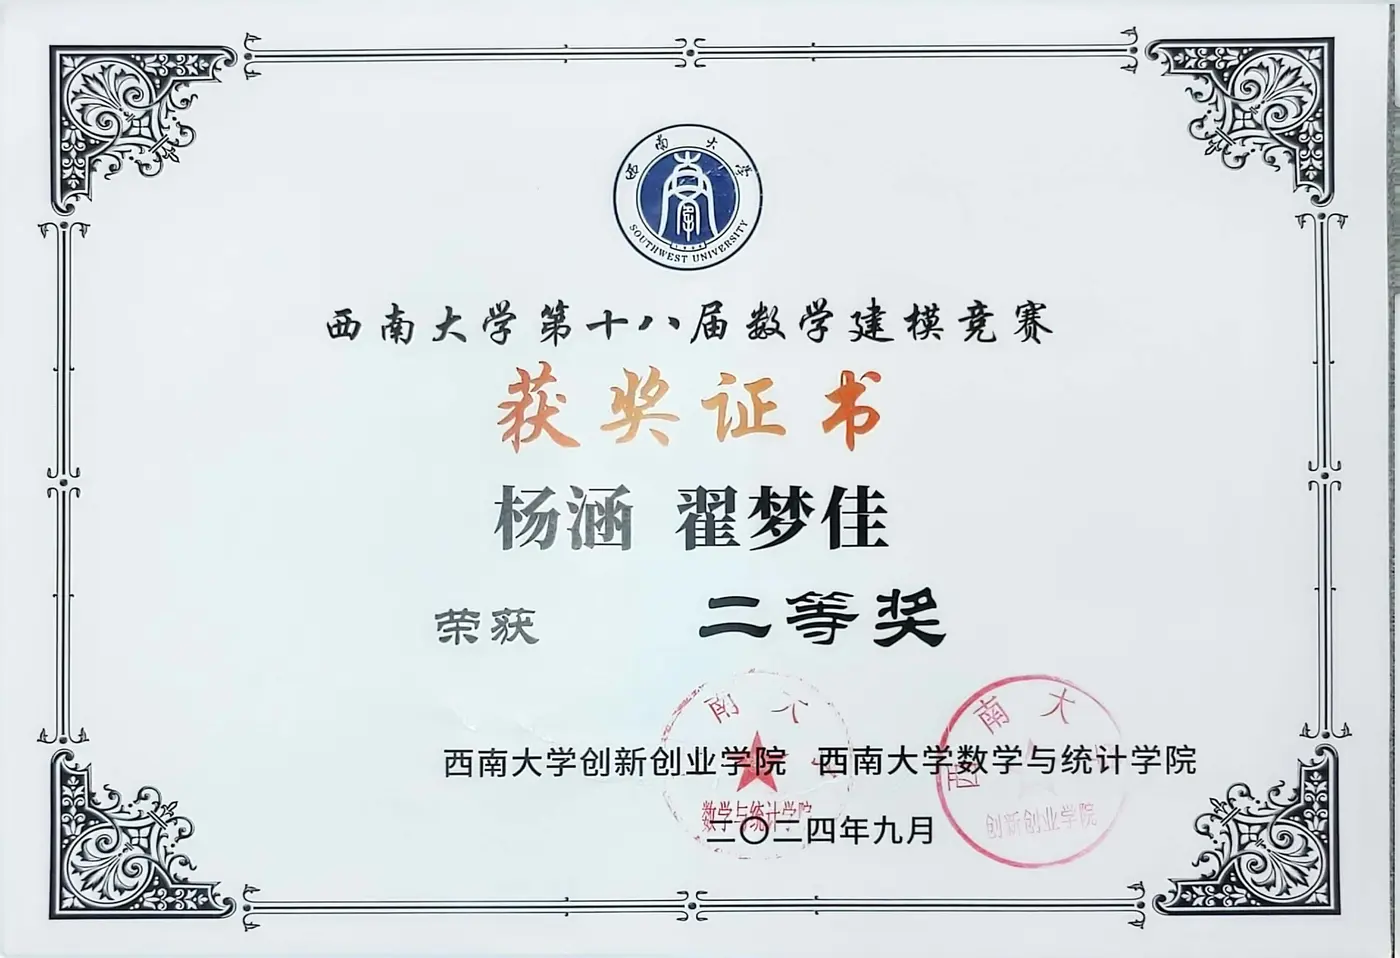 西南大学
SOUTHWEST UNIVERSITY
西南大学第十八届数学建模竞赛
获奖证书
杨涵 翟梦佳
荣获 二等奖
西南大学创新创业学院 西南大学数学与统计学院
二〇二四年九月
南大
数学与统计学院
西南大
创新创业学院